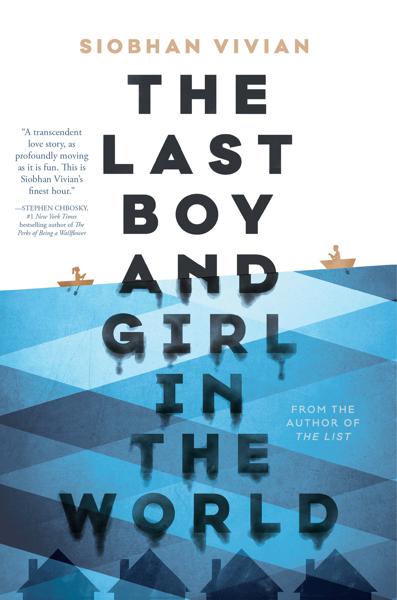 SIOBHAN VIVIAN
THE
LAST
BOY
AND
GIRL
IN
THE
WORLD
"A transcendent
love story, as
profoundly moving
as it is fun. This is
Siobhan Vivian's
finest hour."
—STEPHEN CHBOSKY,
#1 New York Times
bestselling author of The
Perks of Being a Wallflower
FROM THE
AUTHOR OF
THE LIST